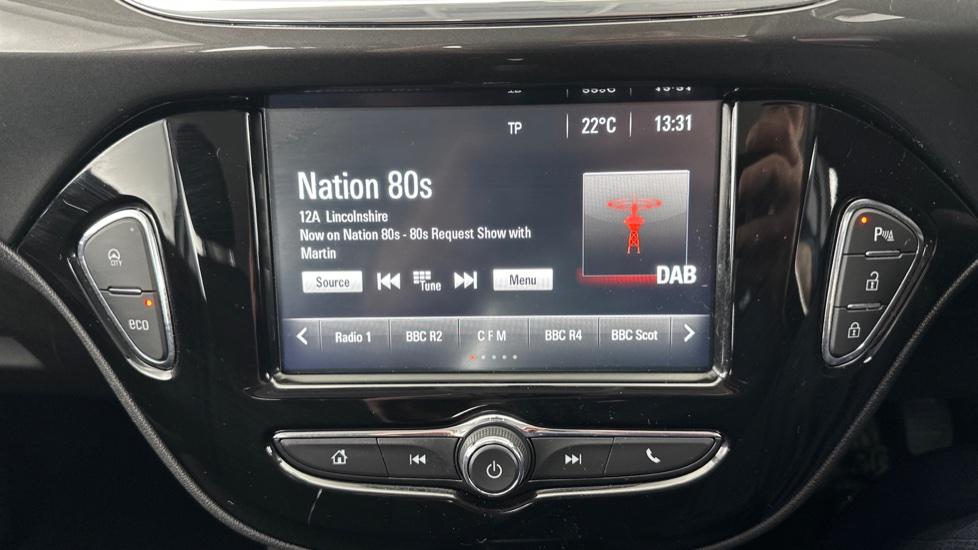 TP 22°C 13:31
Nation 80s
12A Lincolnshire
Now on Nation 80s - 80s Request Show with
Martin
DAB
Source Tune Menu
Radio 1 BBC R2 C F M BBC R4 BBC Scot
CITY
eco
P